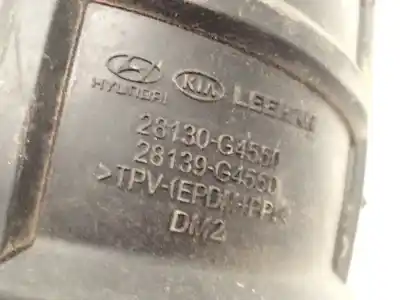 HYUNDAI KIA LEEHAN
28130-G4550
28139-G4550
>TPV-(EPDM+PP)<
DM2